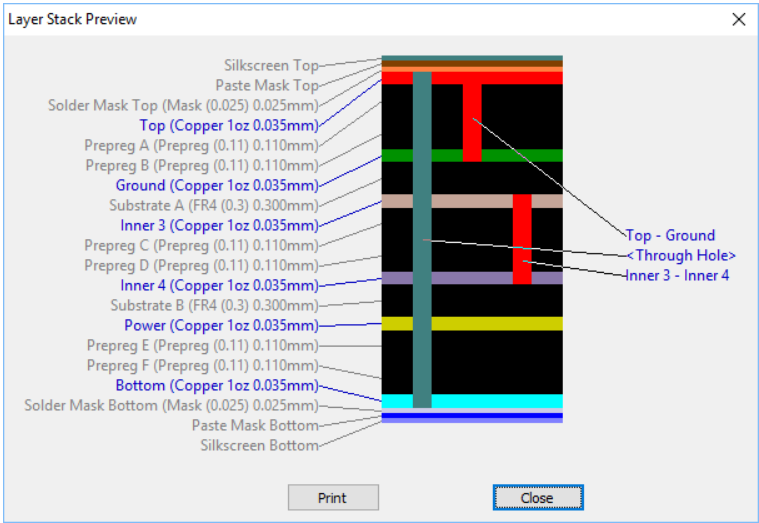 Layer Stack Preview
Silkscreen Top
Paste Mask Top
Solder Mask Top (Mask (0.025) 0.025mm)
Top (Copper 1oz 0.035mm)
Prepreg A (Prepreg (0.11) 0.110mm)
Prepreg B (Prepreg (0.11) 0.110mm)
Ground (Copper 1oz 0.035mm)
Substrate A (FR4 (0.3) 0.300mm)
Inner 3 (Copper 1oz 0.035mm)
Prepreg C (Prepreg (0.11) 0.110mm)
Prepreg D (Prepreg (0.11) 0.110mm)
Inner 4 (Copper 1oz 0.035mm)
Substrate B (FR4 (0.3) 0.300mm)
Power (Copper 1oz 0.035mm)
Prepreg E (Prepreg (0.11) 0.110mm)
Prepreg F (Prepreg (0.11) 0.110mm)
Bottom (Copper 1oz 0.035mm)
Solder Mask Bottom (Mask (0.025) 0.025mm)
Paste Mask Bottom
Silkscreen Bottom
Top - Ground
<Through Hole>
Inner 3 - Inner 4
Print
Close